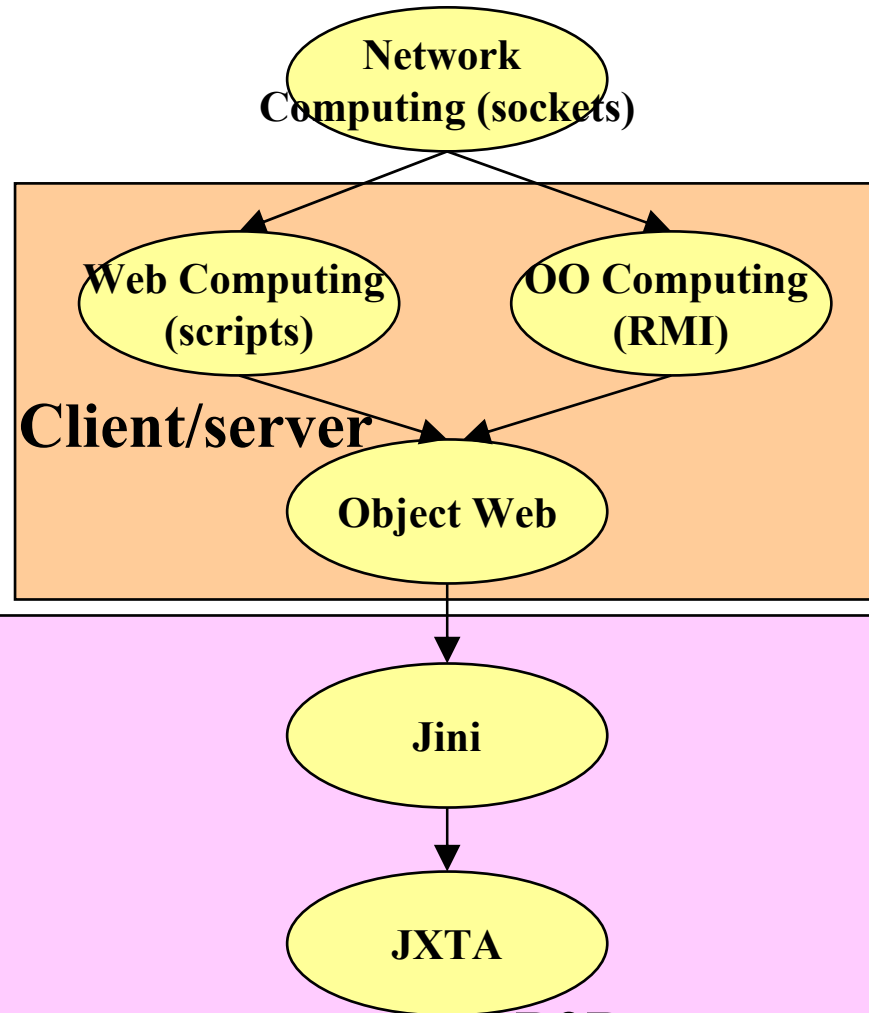 Network
Computing (sockets)
Web Computing
(scripts)
OO Computing
(RMI)
Client/server
Object Web
Jini
JXTA